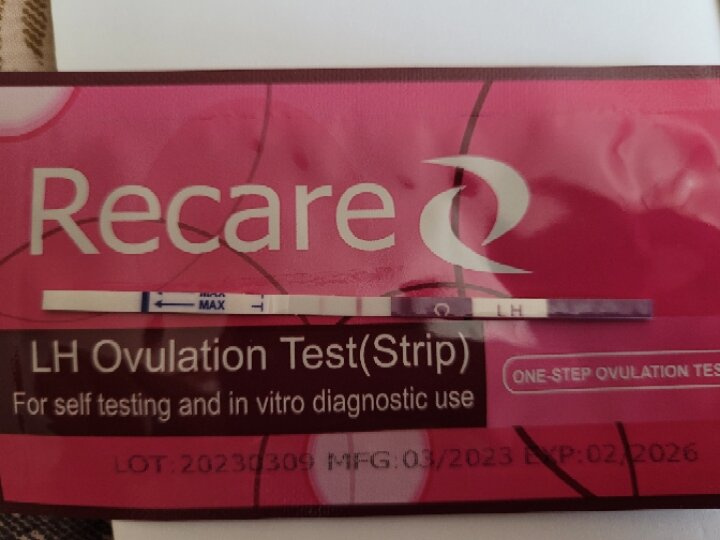 Recare
MAX
MAX
T
C LH
LH Ovulation Test(Strip)
ONE-STEP OVULATION TES
For self testing and in vitro diagnostic use
LOT:20230309 MFG:03/2023 EXP:02/2026